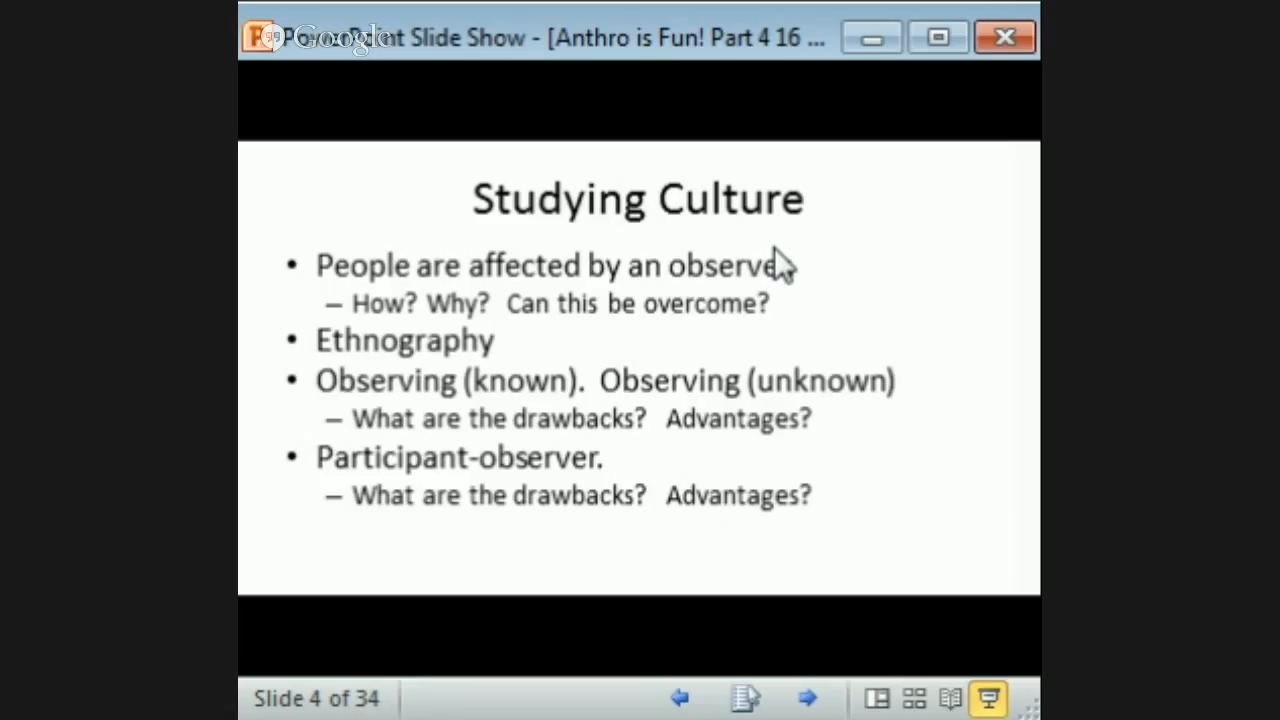 PowerPoint Slide Show - [Anthro is Fun! Part 4 16 ...
Google
Studying Culture
• People are affected by an observe
– How? Why? Can this be overcome?
• Ethnography
• Observing (known). Observing (unknown)
– What are the drawbacks? Advantages?
• Participant-observer.
– What are the drawbacks? Advantages?
Slide 4 of 34